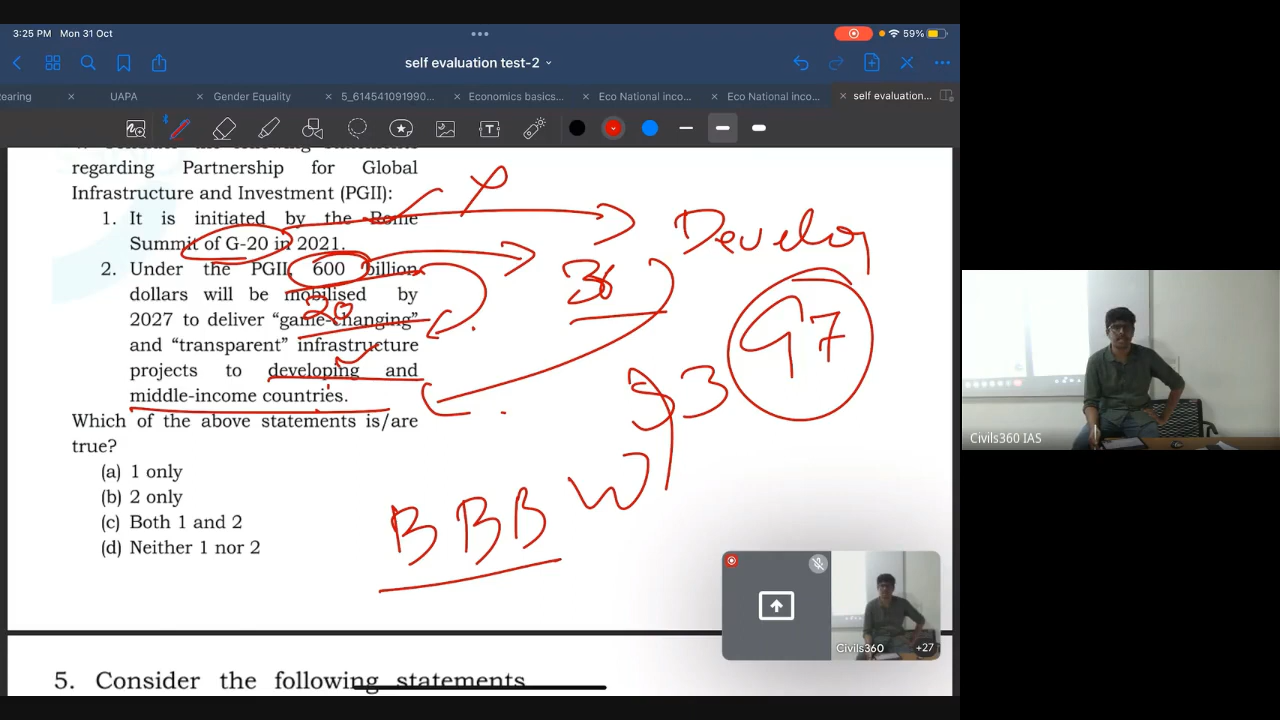 3:25 PM Mon 31 Oct
59%
self evaluation test-2
earing
UAPA
Gender Equality
5_614541091990...
Economics basics...
Eco National inco...
Eco National inco...
self evaluation...
regarding Partnership for Global
Infrastructure and Investment (PGII):
1. It is initiated by the Rome
Summit of G-20 in 2021.
2. Under the PGII, 600 billion
dollars will be mobilised by
2027 to deliver “game-changing”
and “transparent” infrastructure
projects to developing and
middle-income countries.
Which of the above statements is/are
true?
(a) 1 only
(b) 2 only
(c) Both 1 and 2
(d) Neither 1 nor 2
Develop
20
G7
BBBW
5. Consider the following statements
Civils360 IAS
Civils360
+27